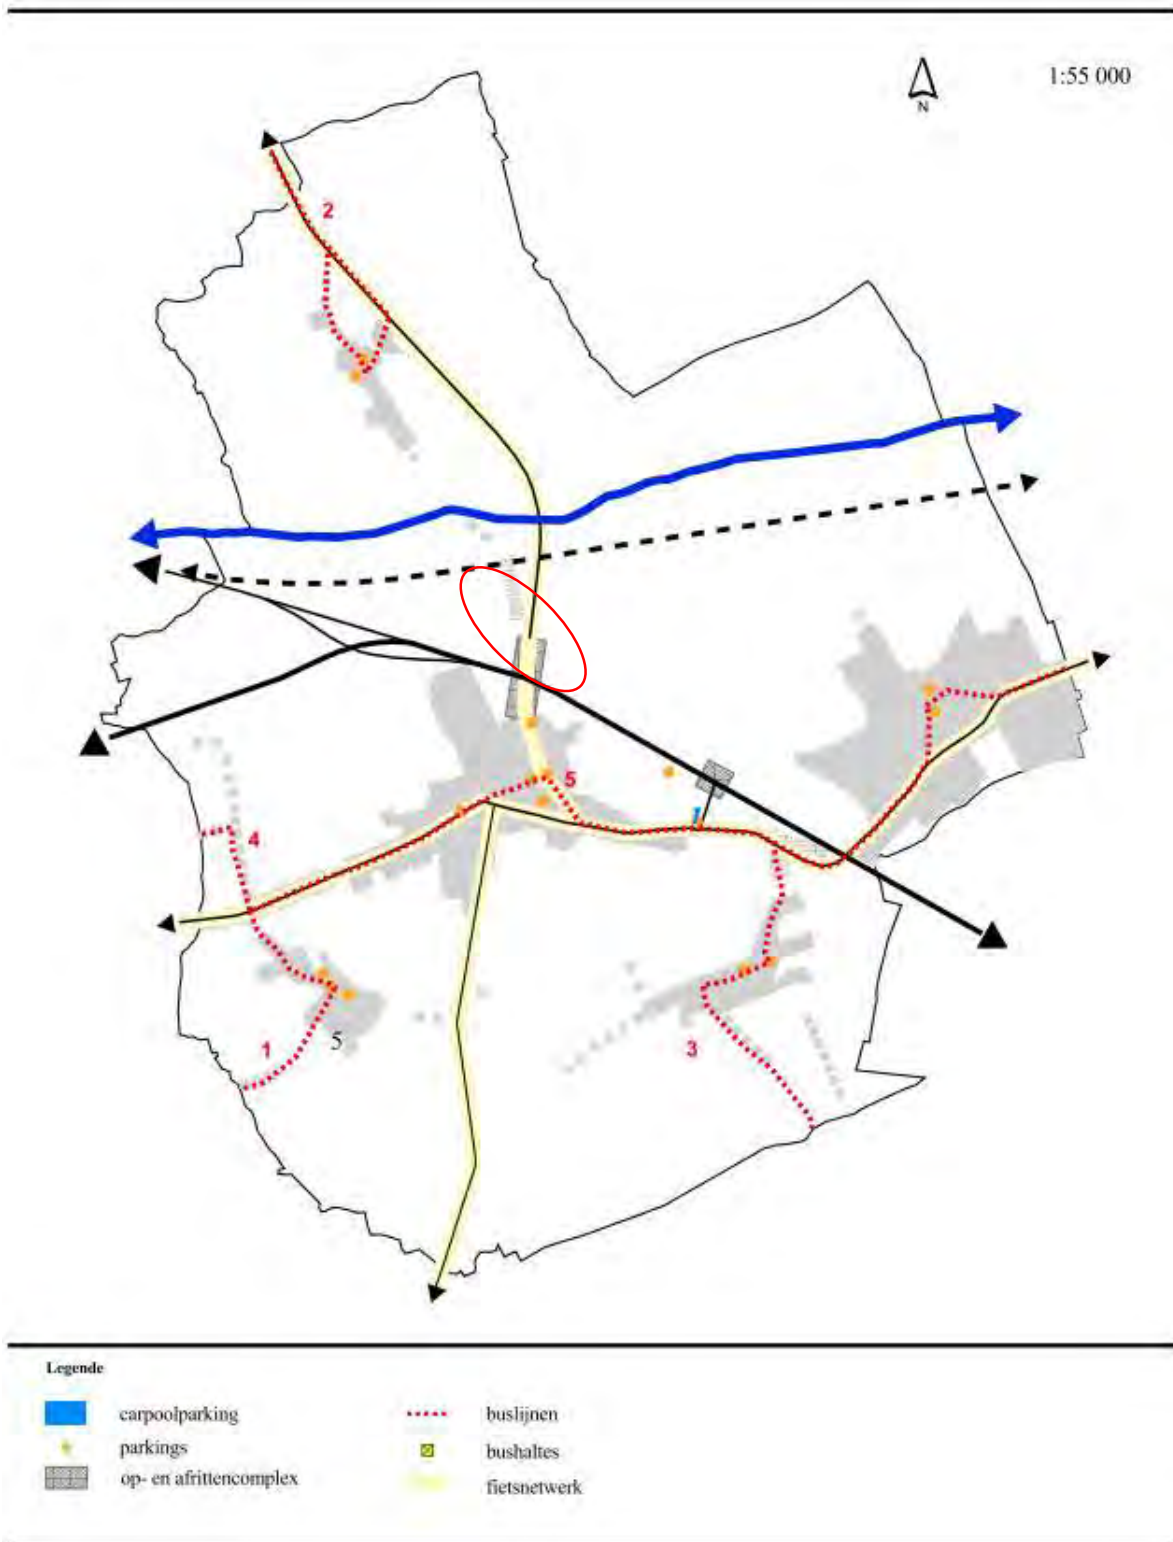 1:55 000
N
2
5
4
1
5
3
Legende
carpoolparking
parkings
op- en afrittencomplex
buslijnen
bushaltes
fietsnetwerk